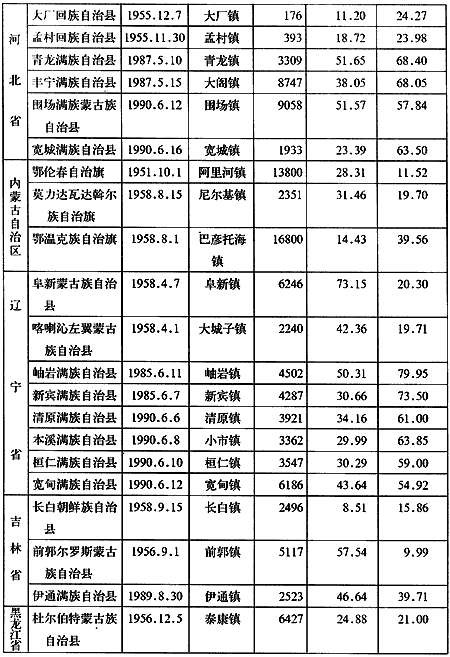 河北省
大厂回族自治县 1955.12.7 大厂镇 176 11.20 24.27
孟村回族自治县 1955.11.30 孟村镇 393 18.72 23.98
青龙满族自治县 1987.5.10 青龙镇 3309 51.65 68.40
丰宁满族自治县 1987.5.15 大阁镇 8747 38.05 68.05
围场满族蒙古族 1990.6.12 围场镇 9058 51.57 57.84
自治县
宽城满族自治县 1990.6.16 宽城镇 1933 23.39 63.50
内蒙古自治区
鄂伦春自治旗 1951.10.1 阿里河镇 13800 28.31 11.52
莫力达瓦达斡尔 1958.8.15 尼尔基镇 2351 31.46 19.70
族自治旗
鄂温克族自治旗 1958.8.1 巴彦托海 16800 14.43 39.56
镇
辽宁省
阜新蒙古族自治 1958.4.7 阜新镇 6246 73.15 20.30
县
喀喇沁左翼蒙古 1958.4.1 大城子镇 2240 42.36 19.71
族自治县
岫岩满族自治县 1985.6.11 岫岩镇 4502 50.31 79.95
新宾满族自治县 1985.6.7 新宾镇 4287 30.66 73.50
清原满族自治县 1990.6.6 清原镇 3921 34.16 61.00
本溪满族自治县 1990.6.8 小市镇 3362 29.99 63.85
桓仁满族自治县 1990.6.10 桓仁镇 3547 30.29 59.00
宽甸满族自治县 1990.6.12 宽甸镇 6186 43.64 54.92
吉林省
长白朝鲜族自治 1958.9.15 长白镇 2496 8.51 15.86
县
前郭尔罗斯蒙古 1956.9.1 前郭镇 5117 57.54 9.99
族自治县
伊通满族自治县 1989.8.30 伊通镇 2523 46.64 39.71
黑龙江省
杜尔伯特蒙古族 1956.12.5 泰康镇 6427 24.88 21.00
自治县